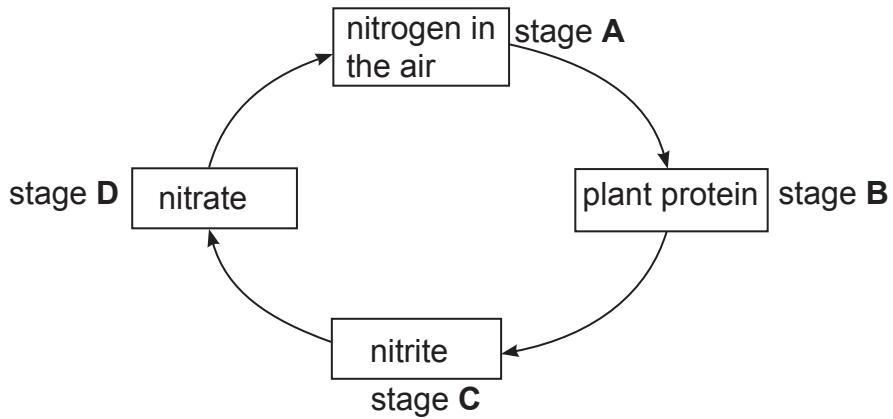 nitrogen in
the air
stage A
stage D
nitrate
plant protein
stage B
nitrite
stage C